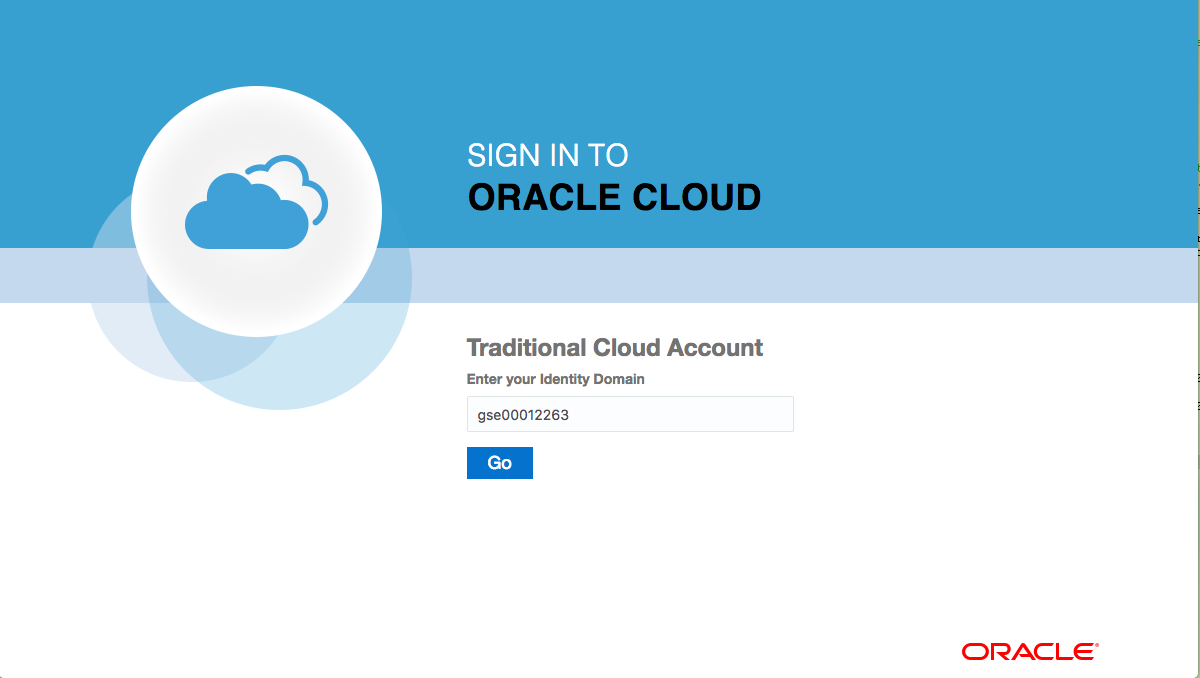 SIGN IN TO
ORACLE CLOUD
Traditional Cloud Account
Enter your Identity Domain
gse00012263
Go
ORACLE®